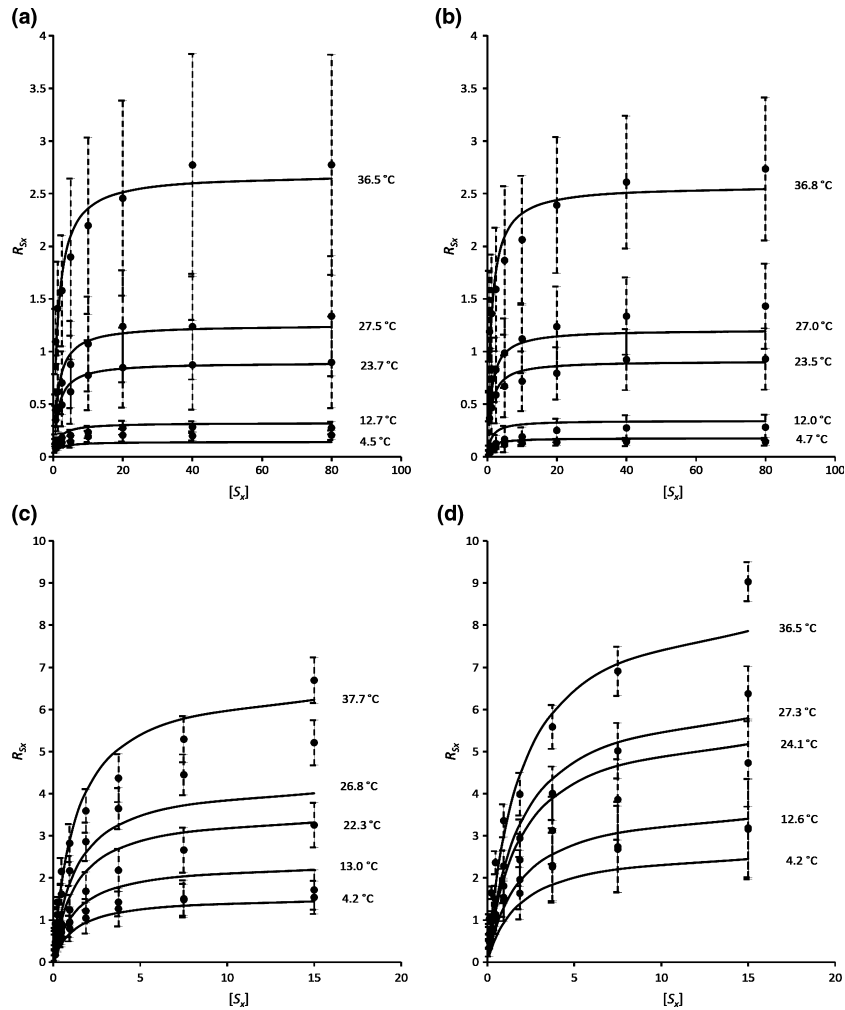 (a)
4
3.5
3
2.5
2
1.5
1
0.5
0
R_Sx
36.5 °C
27.5 °C
23.7 °C
12.7 °C
4.5 °C
0 20 40 60 80 100
[S_x]
(b)
4
3.5
3
2.5
2
1.5
1
0.5
0
R_Sx
36.8 °C
27.0 °C
23.5 °C
12.0 °C
4.7 °C
0 20 40 60 80 100
[S_x]
(c)
10
9
8
7
6
5
4
3
2
1
0
R_Sx
37.7 °C
26.8 °C
22.3 °C
13.0 °C
4.2 °C
0 5 10 15 20
[S_x]
(d)
10
9
8
7
6
5
4
3
2
1
0
R_Sx
36.5 °C
27.3 °C
24.1 °C
12.6 °C
4.2 °C
0 5 10 15 20
[S_x]